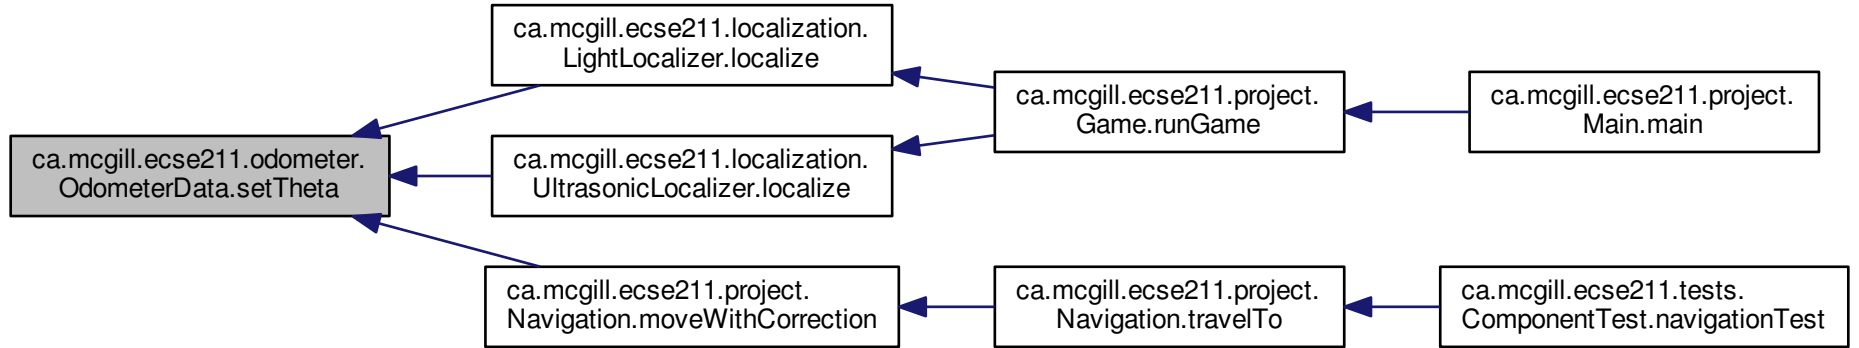 ca.mcgill.ecse211.odometer.
OdometerData.setTheta
ca.mcgill.ecse211.localization.
LightLocalizer.localize
ca.mcgill.ecse211.localization.
UltrasonicLocalizer.localize
ca.mcgill.ecse211.project.
Navigation.moveWithCorrection
ca.mcgill.ecse211.project.
Game.runGame
ca.mcgill.ecse211.project.
Navigation.travelTo
ca.mcgill.ecse211.project.
Main.main
ca.mcgill.ecse211.tests.
ComponentTest.navigationTest